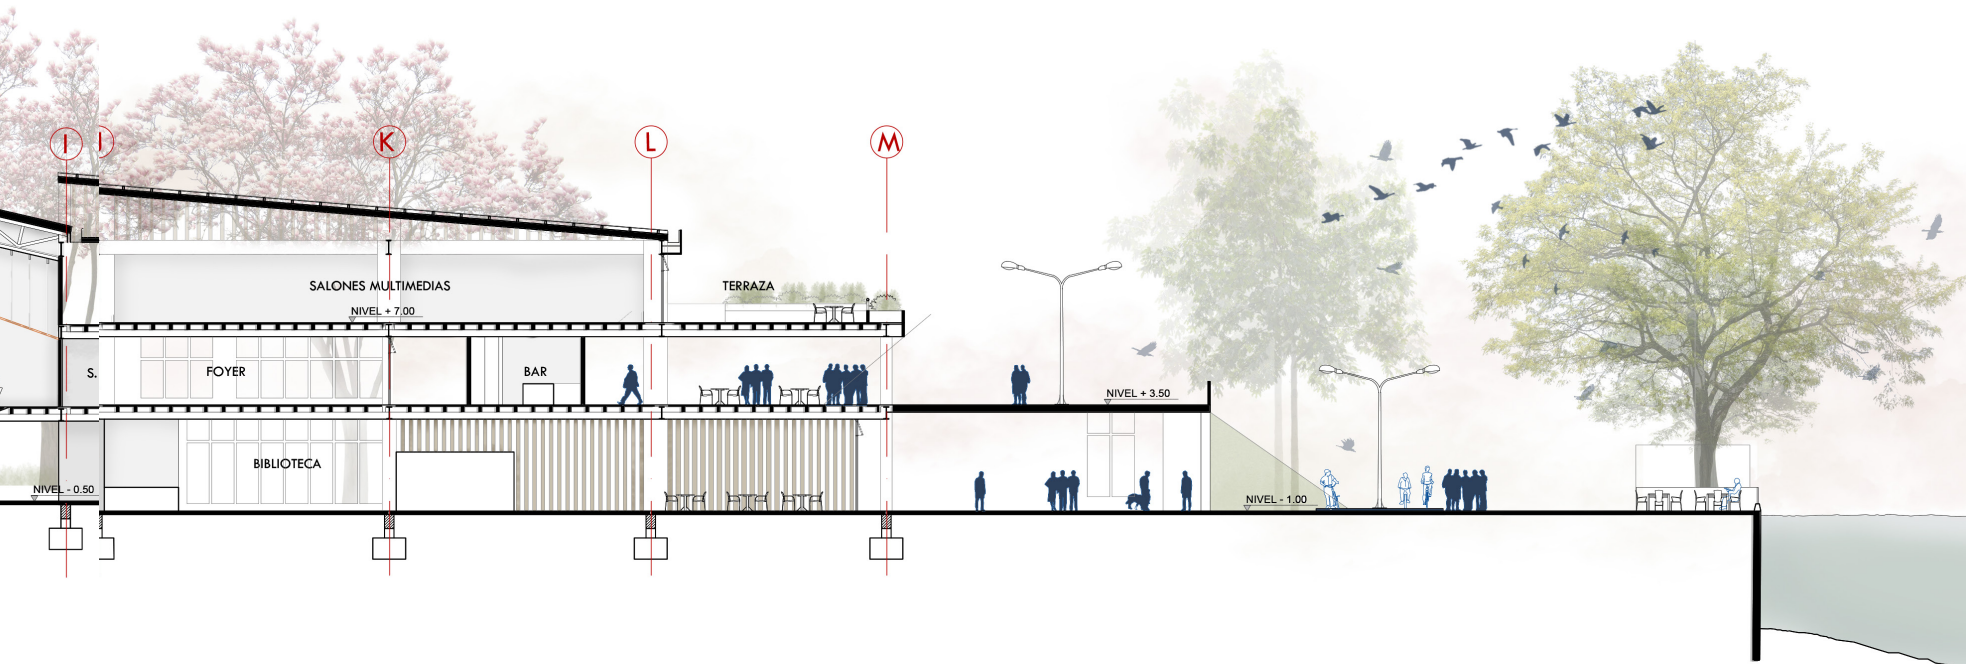 I
K
L
M
SALONES MULTIMEDIAS
TERRAZA
NIVEL + 7.00
S.
FOYER
BAR
NIVEL + 3.50
BIBLIOTECA
NIVEL - 0.50
NIVEL - 1.00